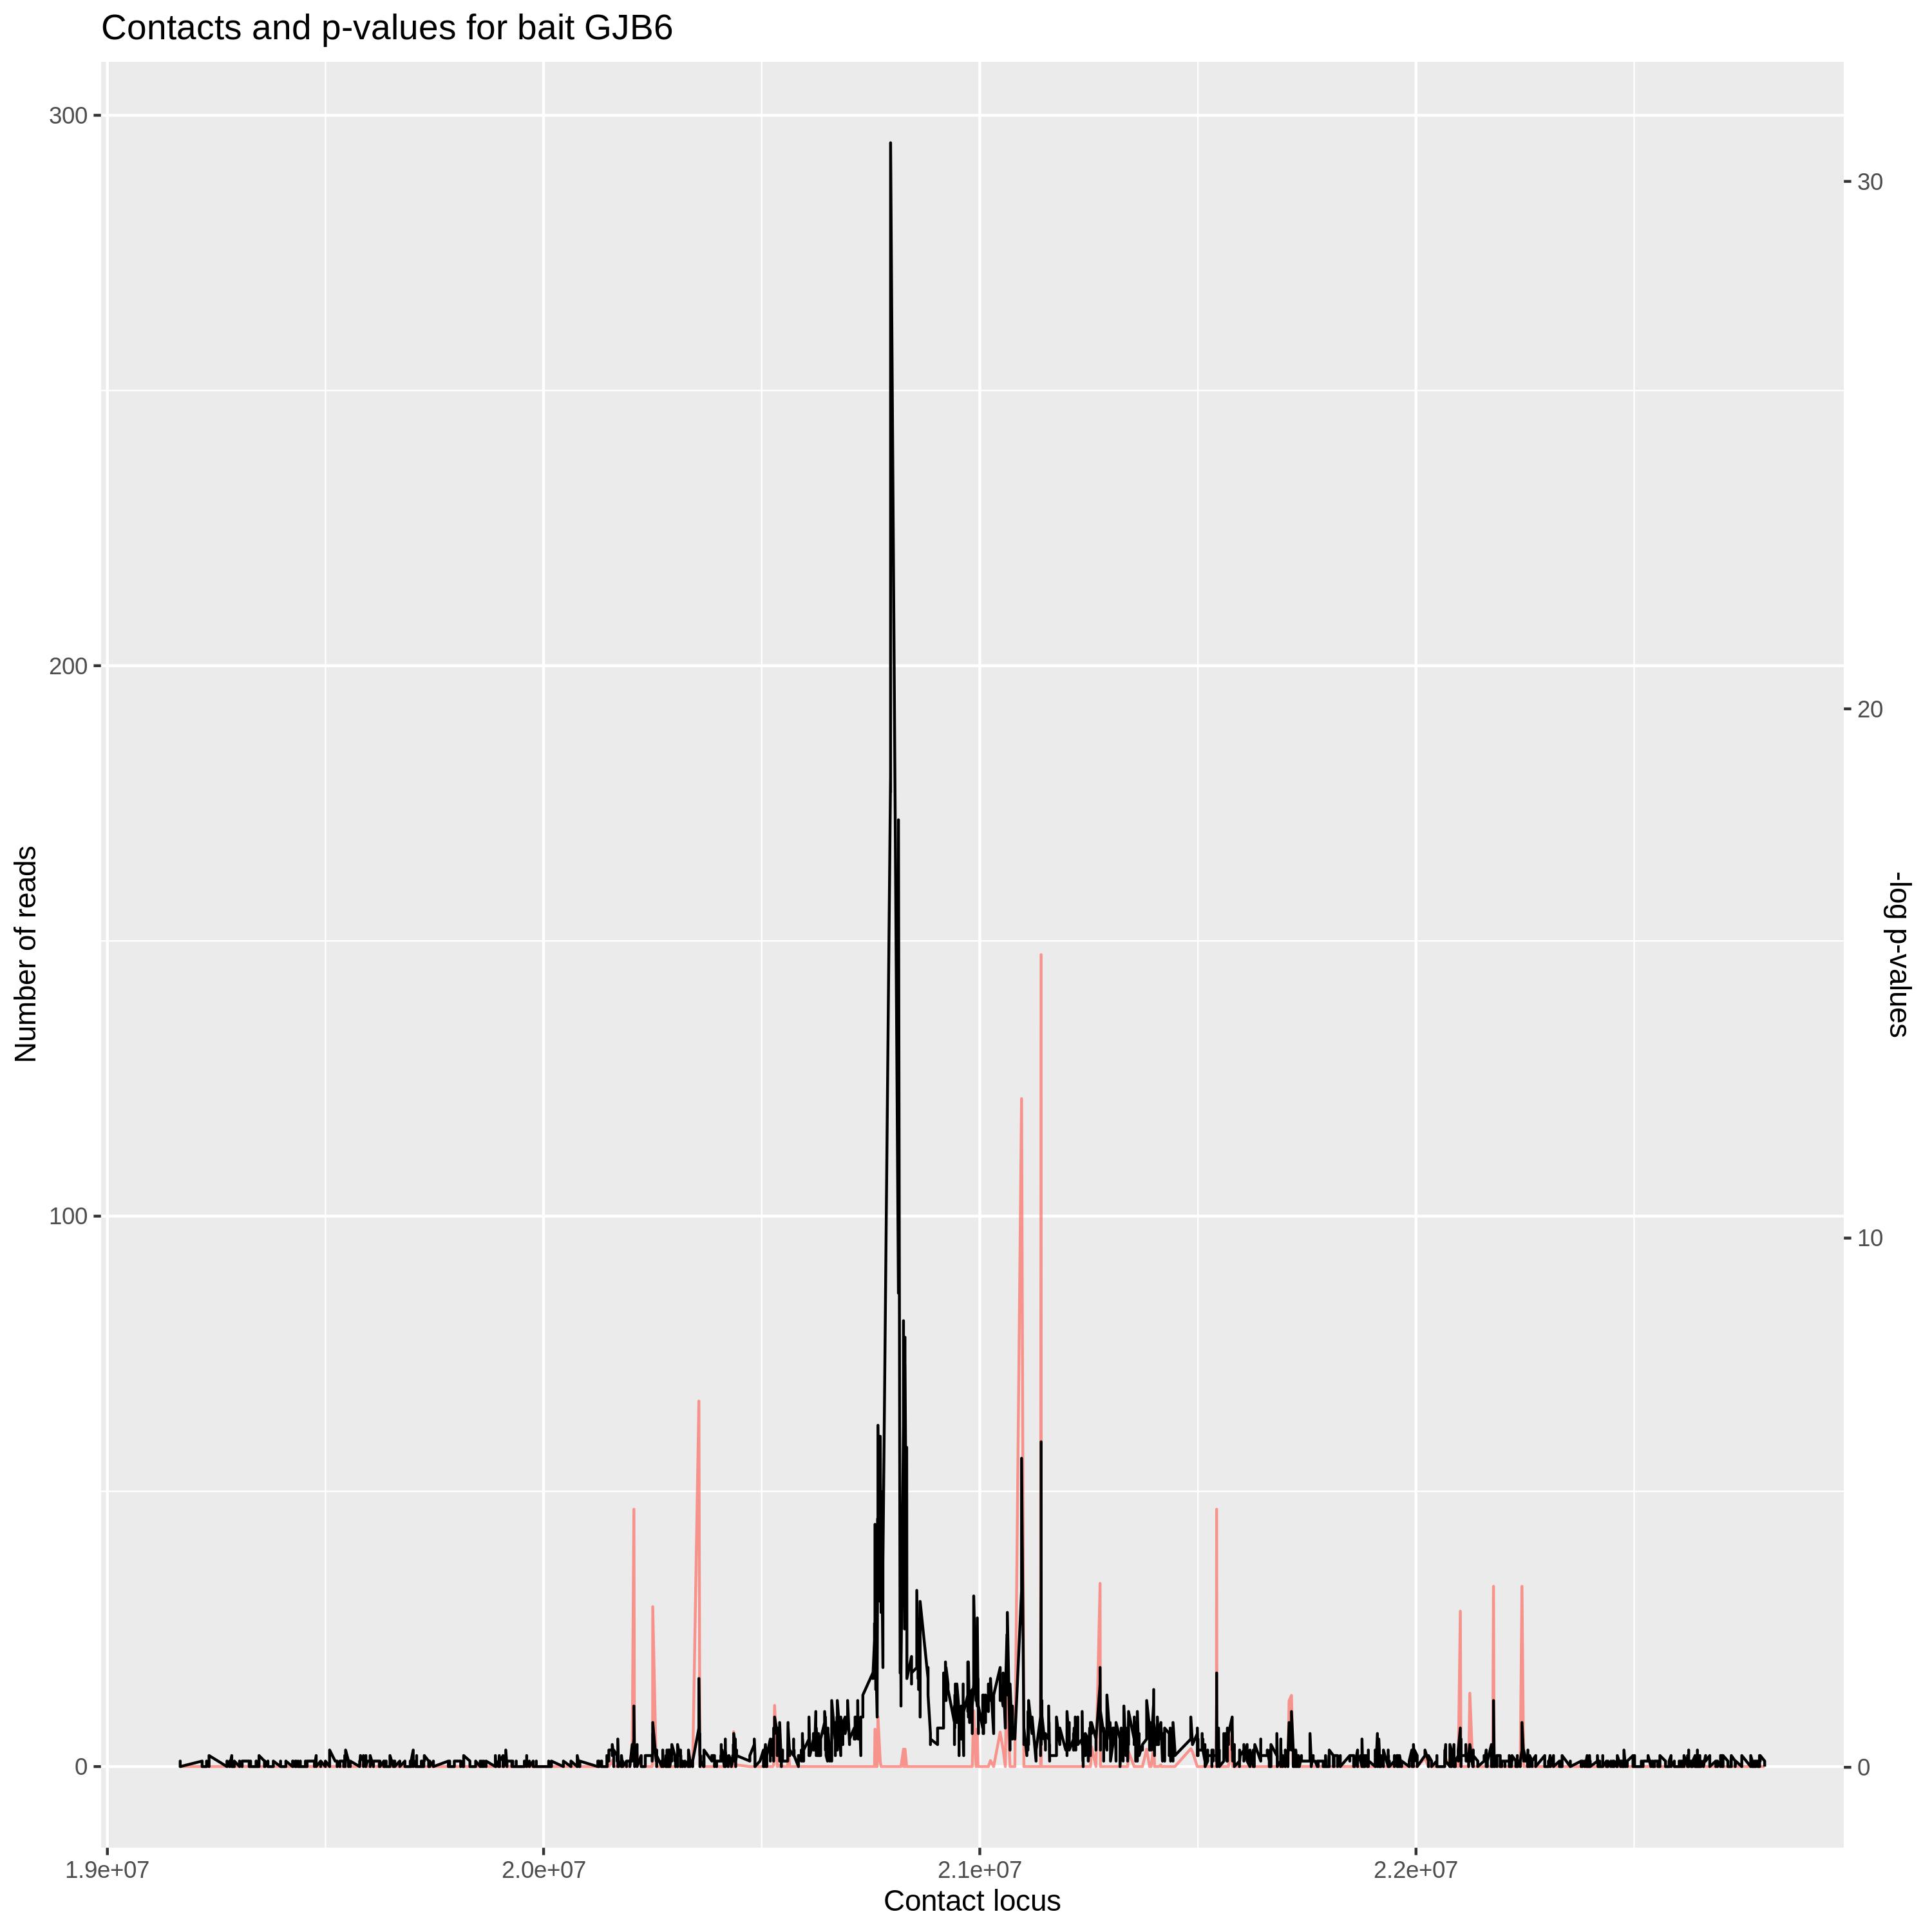 Contacts and p-values for bait GJB6
300
200
100
0
Number of reads
30
20
10
0
-log p-values
1.9e+07
2.0e+07
2.1e+07
2.2e+07
Contact locus